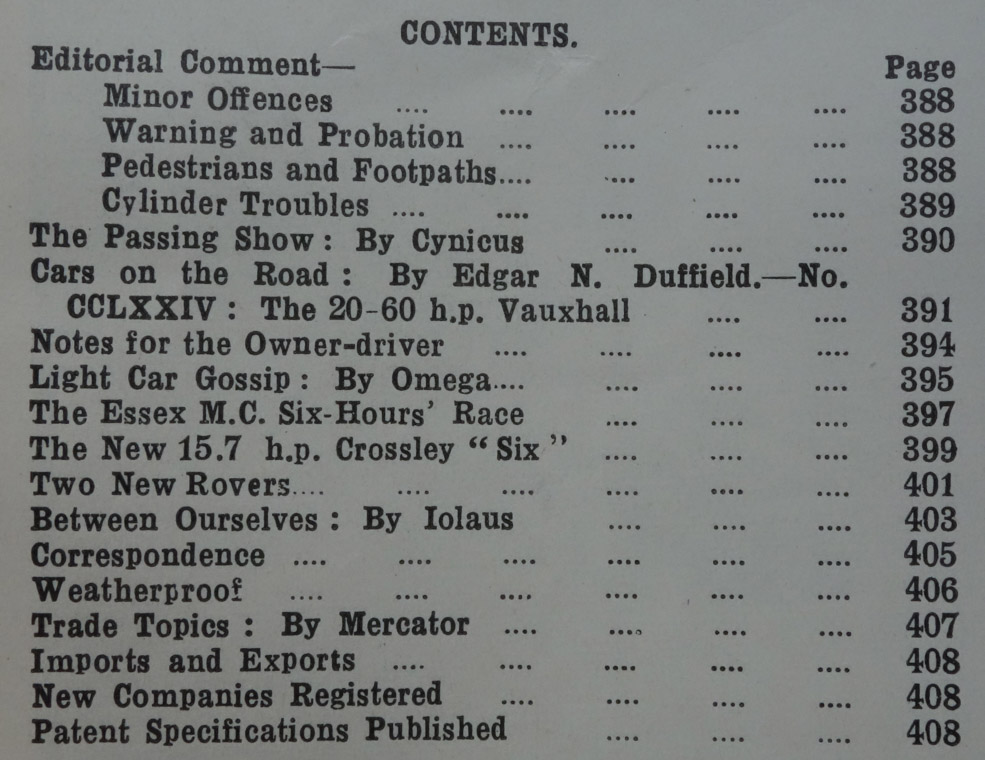 CONTENTS.
Editorial Comment—
Page
Minor Offences .... .... .... .... .... 388
Warning and Probation .... .... .... .... 388
Pedestrians and Footpaths.... .... .... .... 388
Cylinder Troubles .... .... .... .... .... 389
The Passing Show : By Cynicus .... .... .... 390
Cars on the Road : By Edgar N. Duffield.—No.
CCLXXIV : The 20-60 h.p. Vauxhall .... .... 391
Notes for the Owner-driver .... .... .... .... 394
Light Car Gossip : By Omega.... .... .... .... 395
The Essex M.C. Six-Hours' Race .... .... .... 397
The New 15.7 h.p. Crossley “ Six ” .... .... .... 399
Two New Rovers.... .... .... .... .... .... 401
Between Ourselves : By Iolaus .... .... .... 403
Correspondence .... .... .... .... .... .... 405
Weatherproof .... .... .... .... .... .... 406
Trade Topics : By Mercator .... .... .... .... 407
Imports and Exports .... .... .... .... .... 408
New Companies Registered .... .... .... .... 408
Patent Specifications Published .... .... .... 408